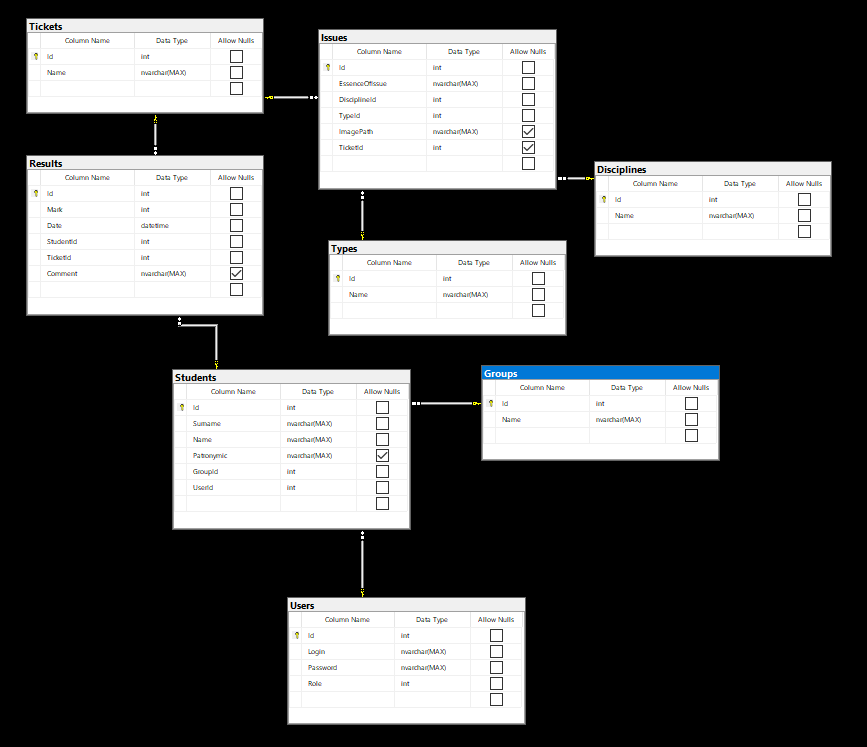 Tickets
Column Name Data Type Allow Nulls
Id int
Name nvarchar(MAX)
Issues
Column Name Data Type Allow Nulls
Id int
EssenceOfIssue nvarchar(MAX)
DisciplineId int
TypeId int
ImagePath nvarchar(MAX)
TicketId int
Results
Column Name Data Type Allow Nulls
Id int
Mark int
Date datetime
StudentId int
TicketId int
Comment nvarchar(MAX)
Disciplines
Column Name Data Type Allow Nulls
Id int
Name nvarchar(MAX)
Types
Column Name Data Type Allow Nulls
Id int
Name nvarchar(MAX)
Students
Column Name Data Type Allow Nulls
Id int
Surname nvarchar(MAX)
Name nvarchar(MAX)
Patronymic nvarchar(MAX)
GroupId int
UserId int
Groups
Column Name Data Type Allow Nulls
Id int
Name nvarchar(MAX)
Users
Column Name Data Type Allow Nulls
Id int
Login nvarchar(MAX)
Password nvarchar(MAX)
Role int